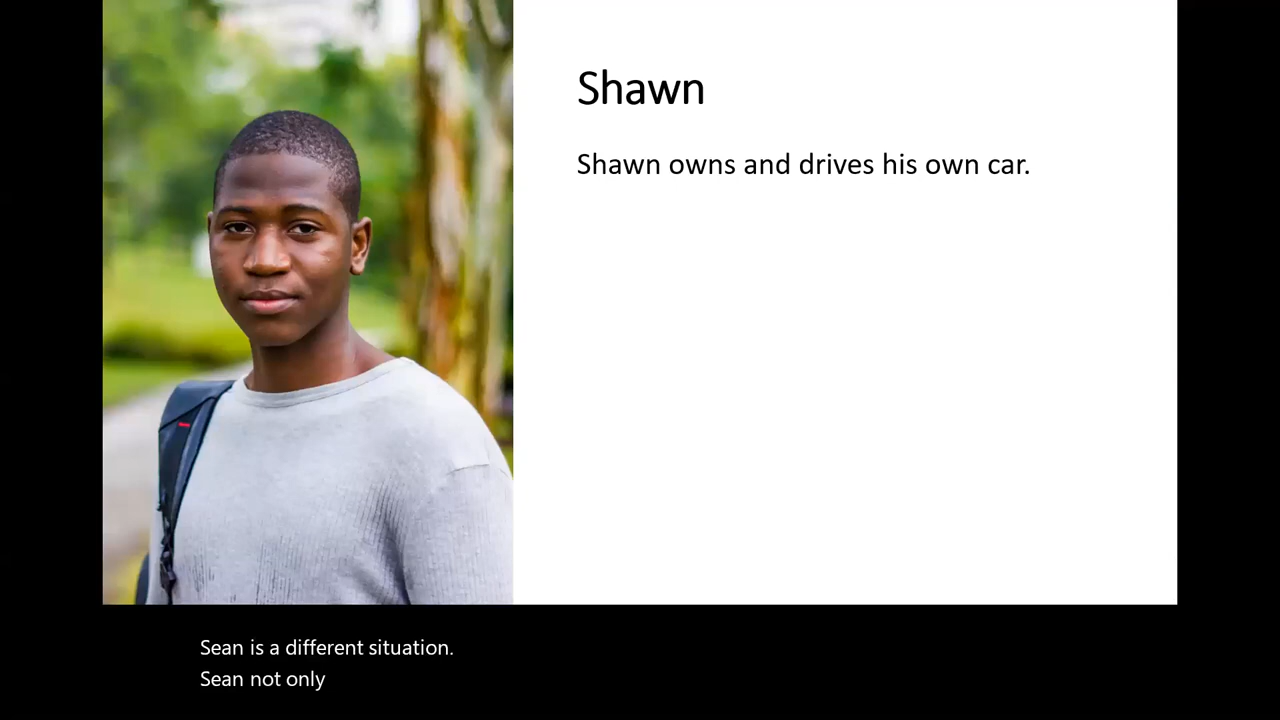 Shawn
Shawn owns and drives his own car.
Sean is a different situation.
Sean not only